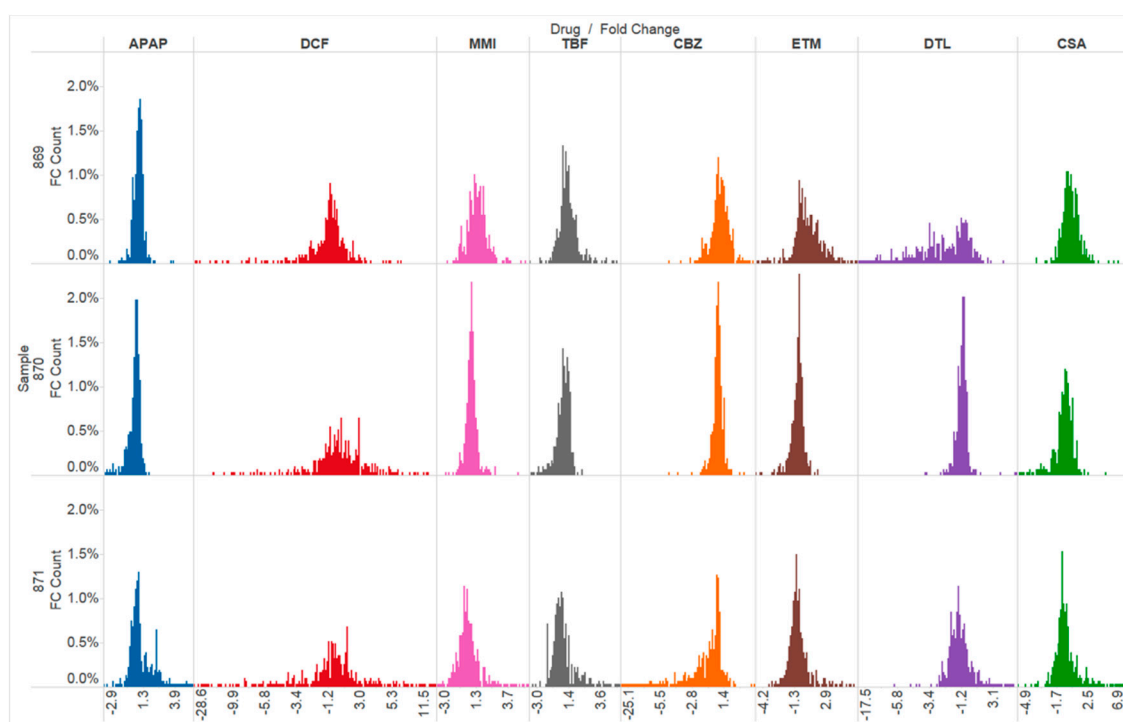 Drug / Fold Change
APAP DCF MMI TBF CBZ ETM DTL CSA
Sample
869
FC Count
2.0%
1.5%
1.0%
0.5%
0.0%
870
FC Count
2.0%
1.5%
1.0%
0.5%
0.0%
871
FC Count
2.0%
1.5%
1.0%
0.5%
0.0%
-2.9 1.3 3.9 -28.6 -9.9 -5.8 -3.4 -1.2 3.0 5.3 11.5 -3.0 1.3 3.7 -3.0 1.4 3.6 -25.1 -5.5 -2.8 1.4 -4.2 -1.3 2.9 -17.5 -5.8 -3.4 -1.2 3.1 -4.9 -1.7 2.5 6.9